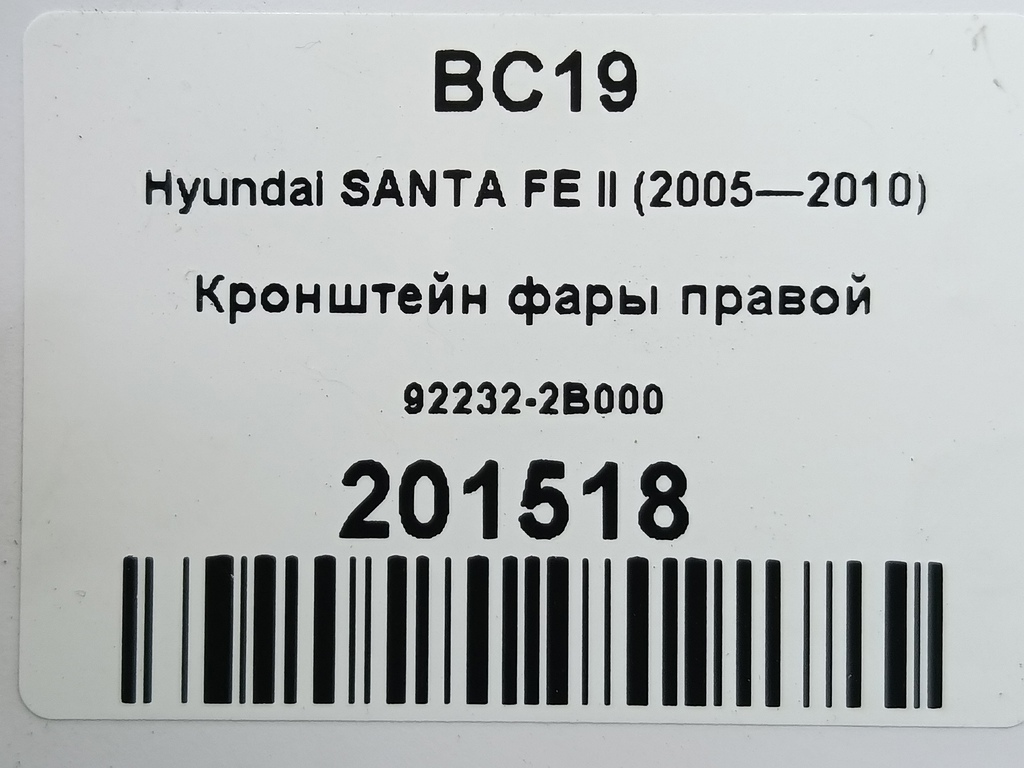 BC19
Hyundai SANTA FE II (2005—2010)
Кронштейн фары правой
92232-2B000
201518